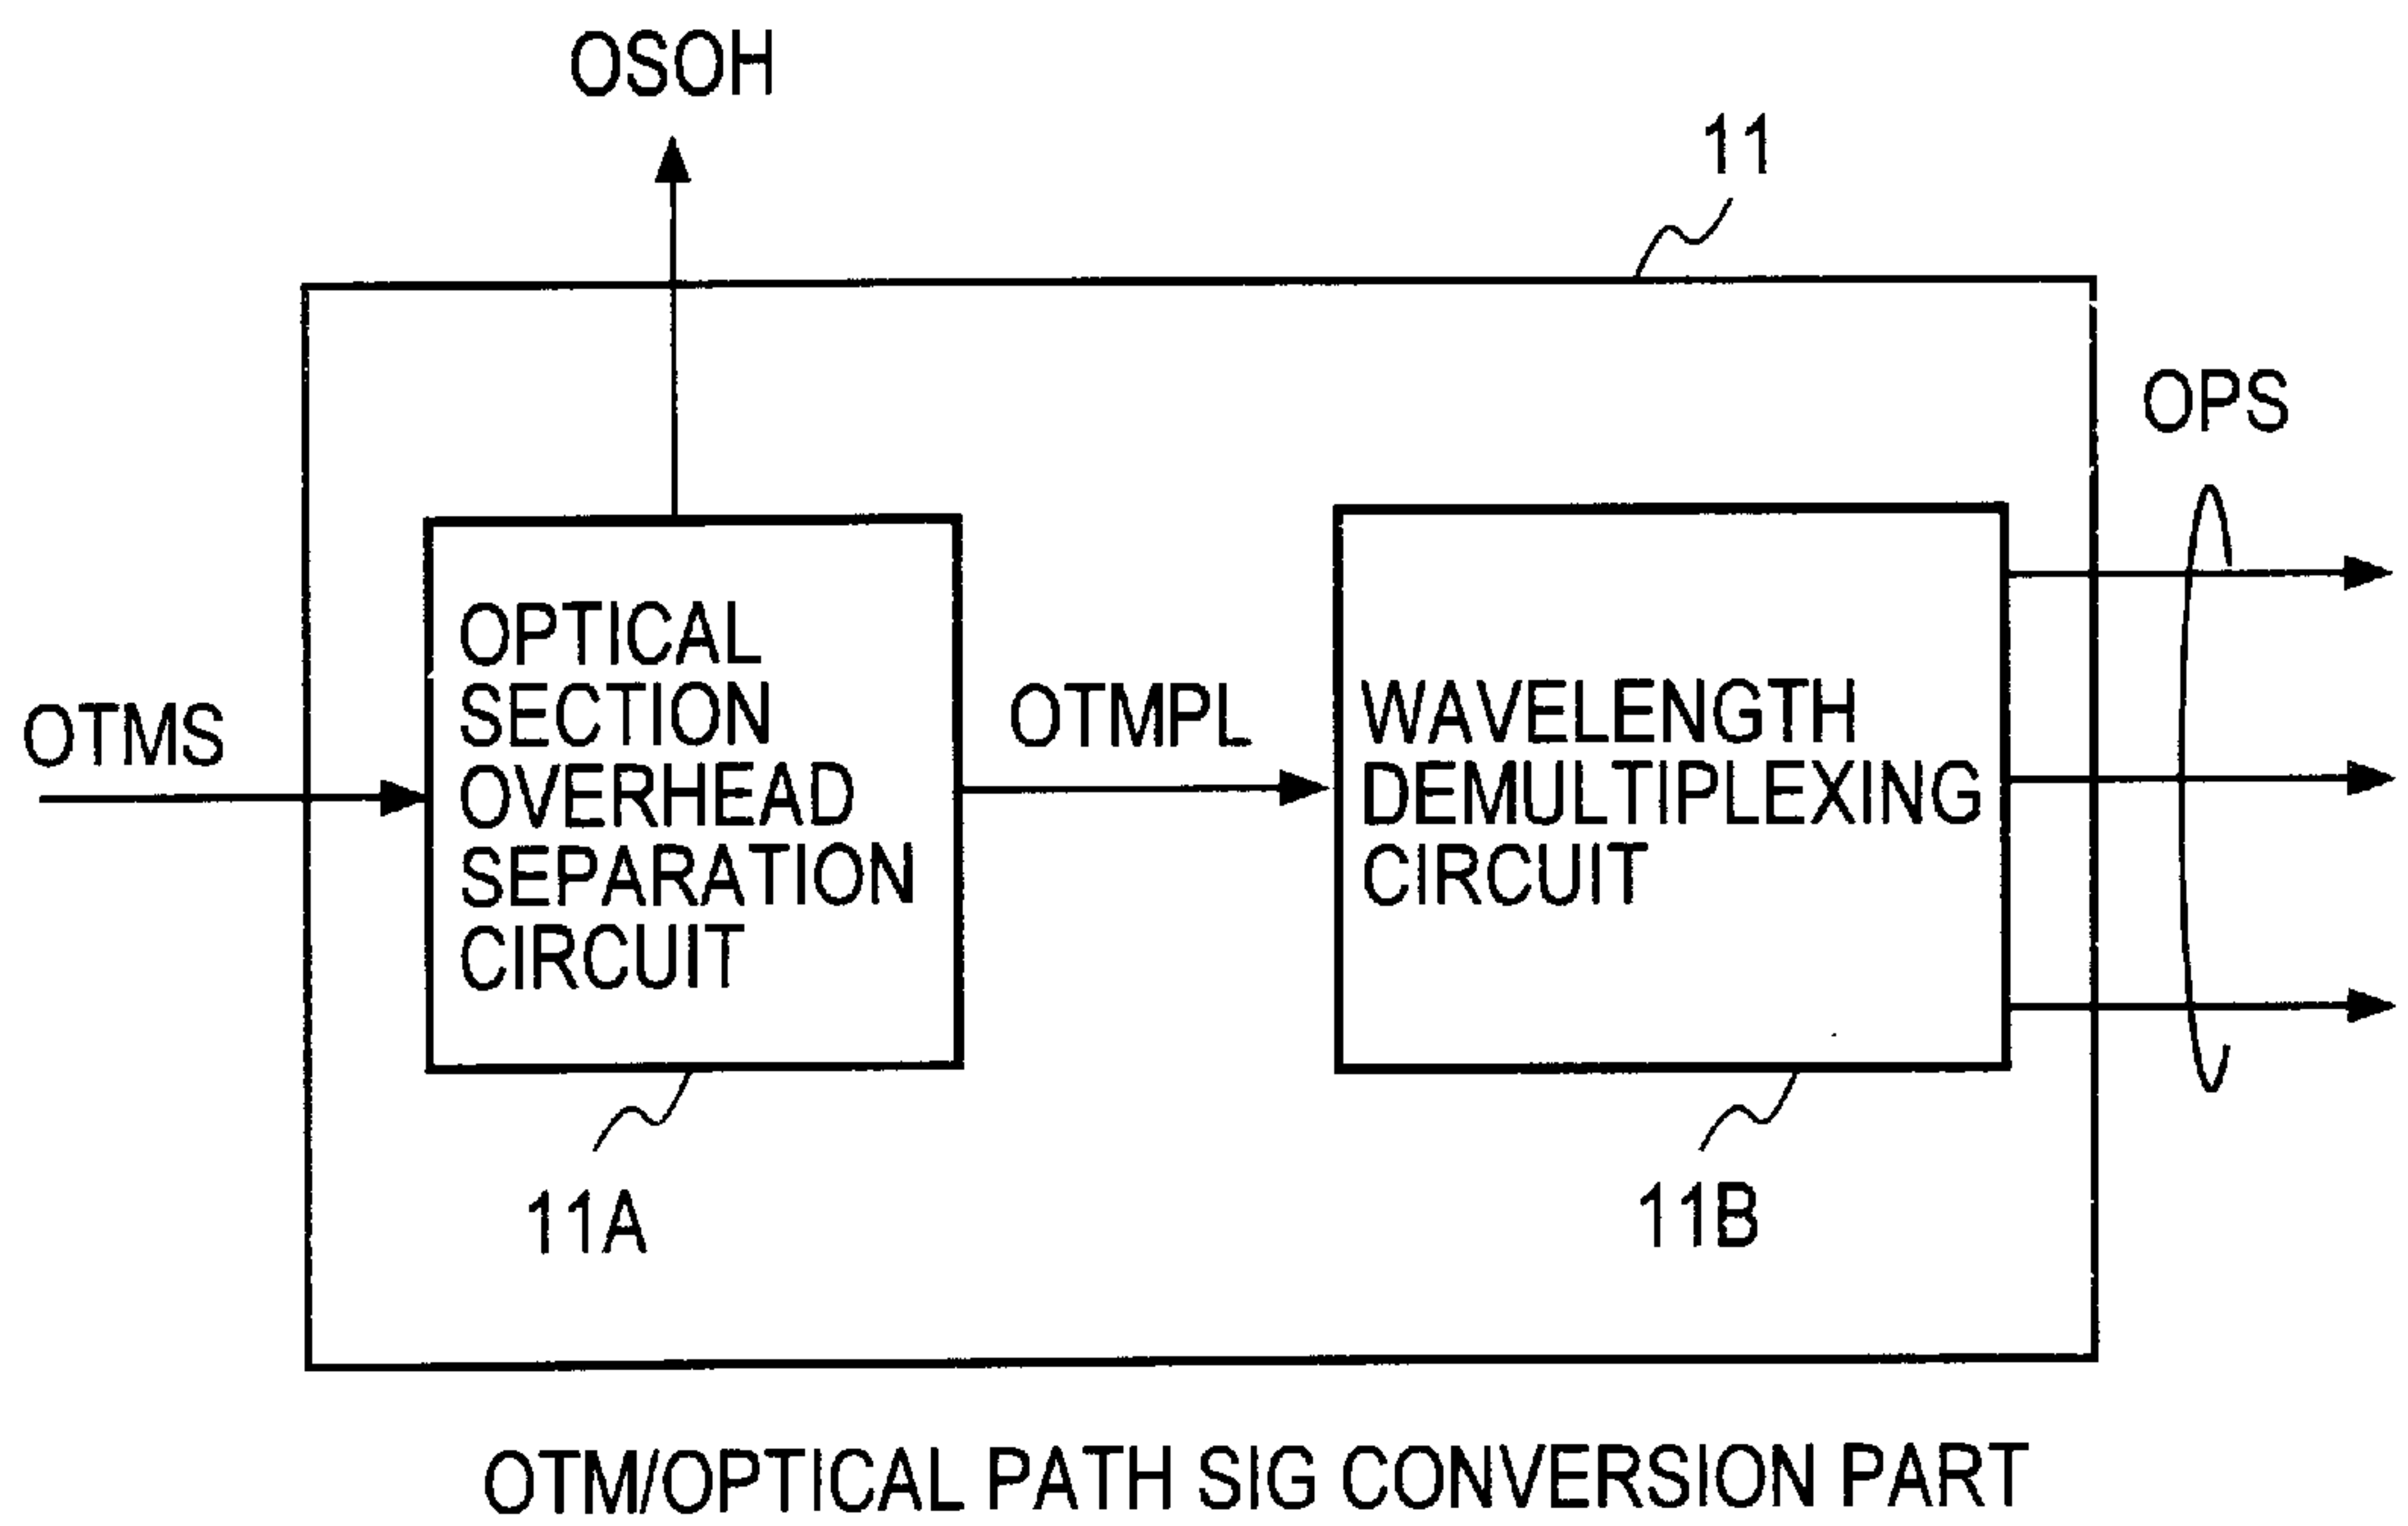 OSOH
11
OPS
OTMS
OPTICAL
SECTION
OVERHEAD
SEPARATION
CIRCUIT
OTMPL
WAVELENGTH
DEMULTIPLEXING
CIRCUIT
11A
11B
OTM/OPTICAL PATH SIG CONVERSION PART